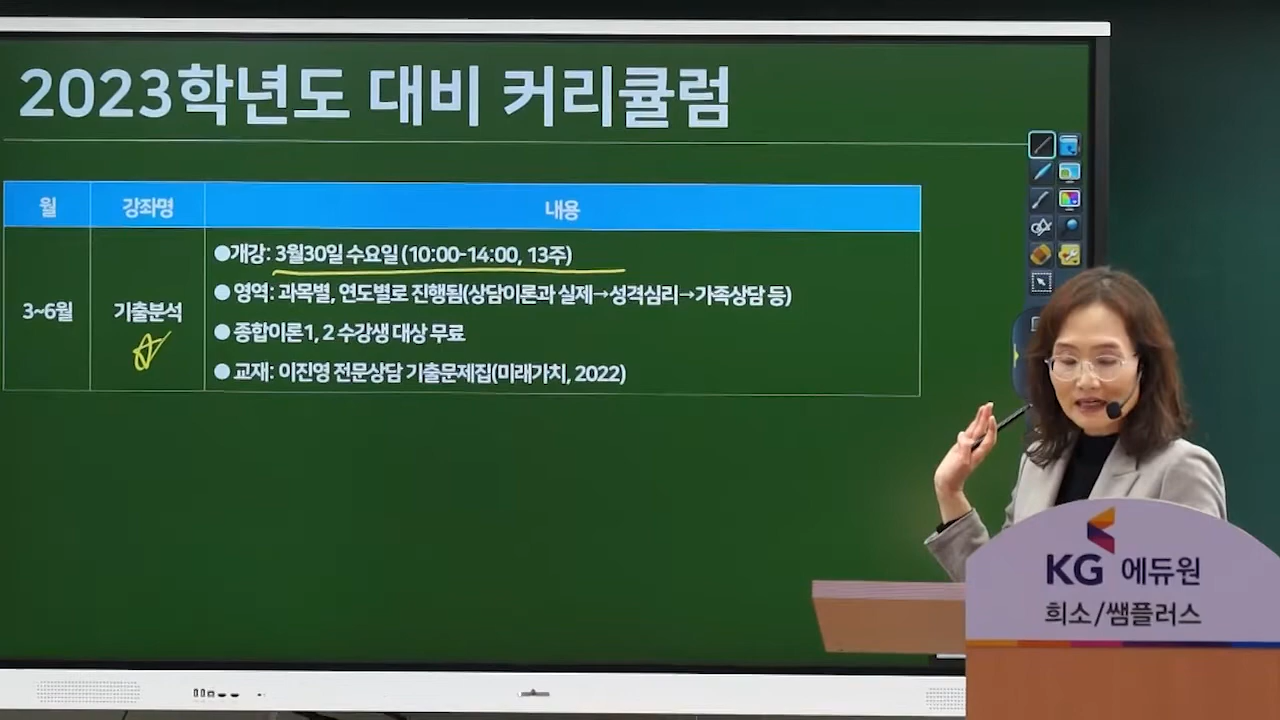 2023학년도 대비 커리큘럼
월 강좌명 내용
3~6월 기출분석
●개강: 3월30일 수요일 (10:00-14:00, 13주)
● 영역: 과목별, 연도별로 진행됨(상담이론과 실제→성격심리→가족상담 등)
● 종합이론1, 2 수강생 대상 무료
● 교재: 이진영 전문상담 기출문제집(미래가치, 2022)
KG 에듀원
희소/쌤플러스